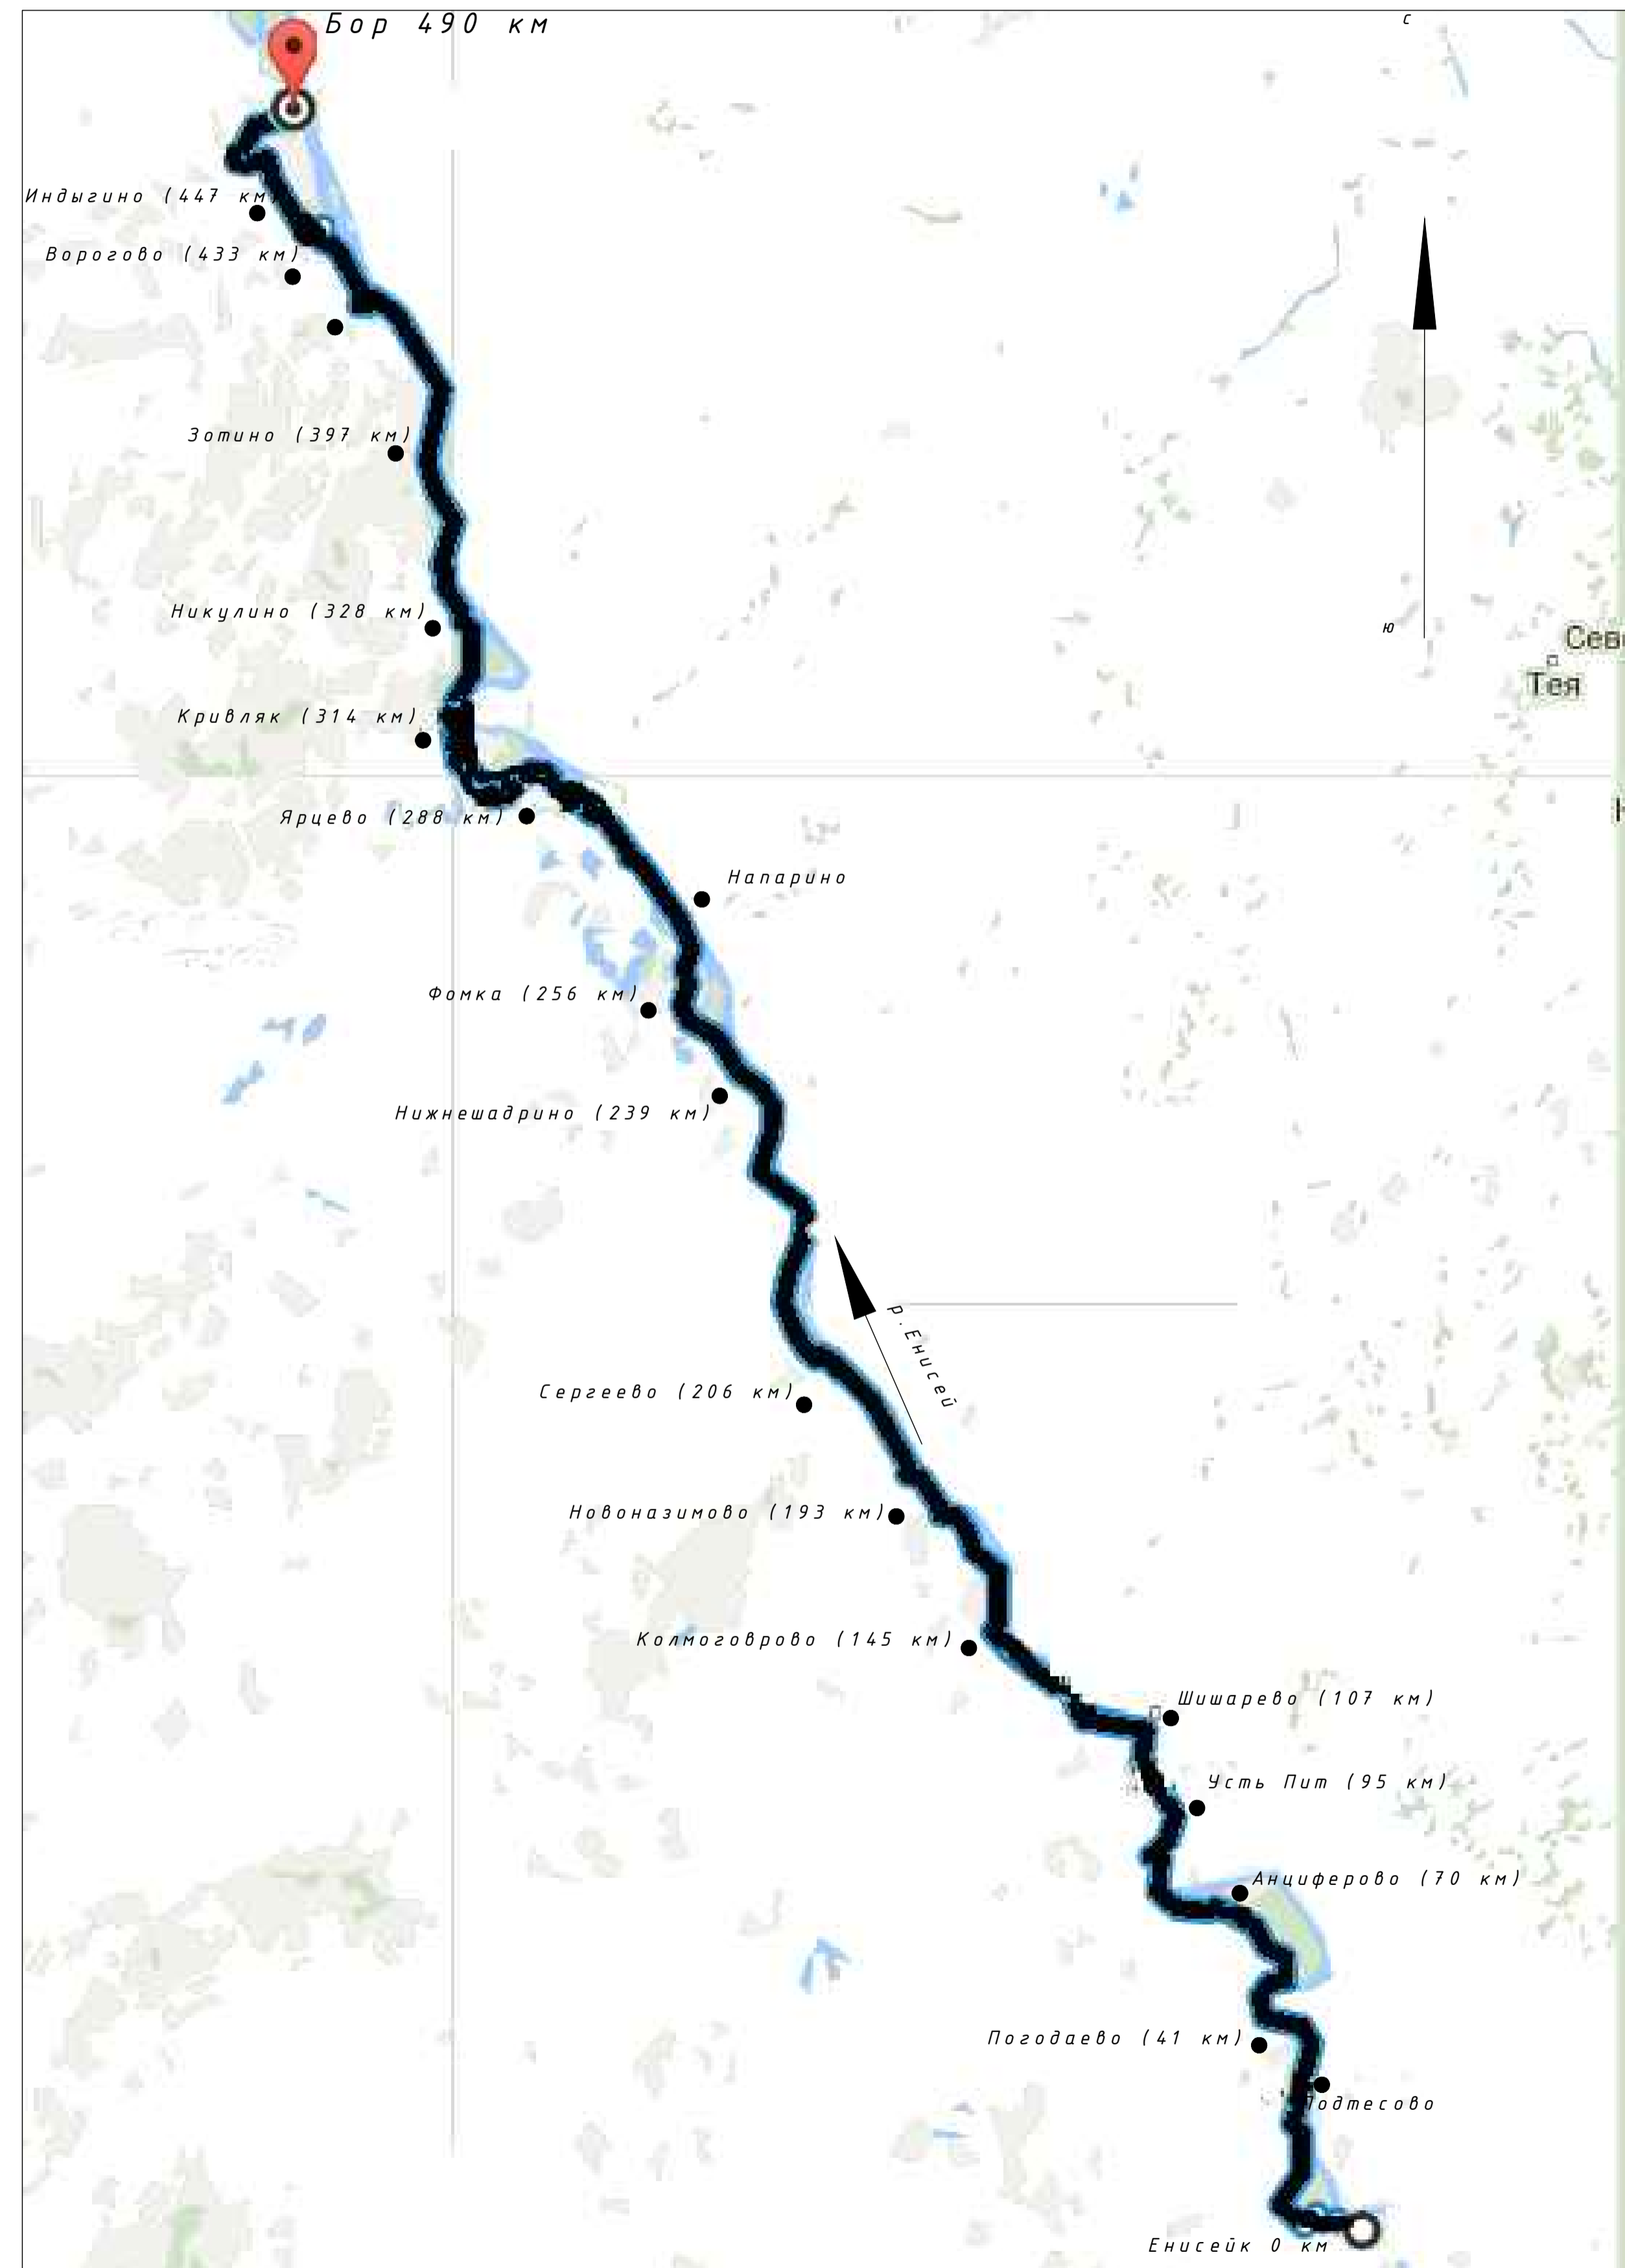 Бор 490 км
с
Индыгино (447 км)
Ворогово (433 км)
Зотино (397 км)
Никулино (328 км)
ю
Тея
Кривляк (314 км)
Ярцево (288 км)
Напарино
Фомка (256 км)
Нижнешадрино (239 км)
р. Енисей
Сергеево (206 км)
Новоназимово (193 км)
Колмоговрово (145 км)
Шишарево (107 км)
Усть Пит (95 км)
Анциферово (70 км)
Погодаево (41 км)
Подтесово
Енисейк 0 км